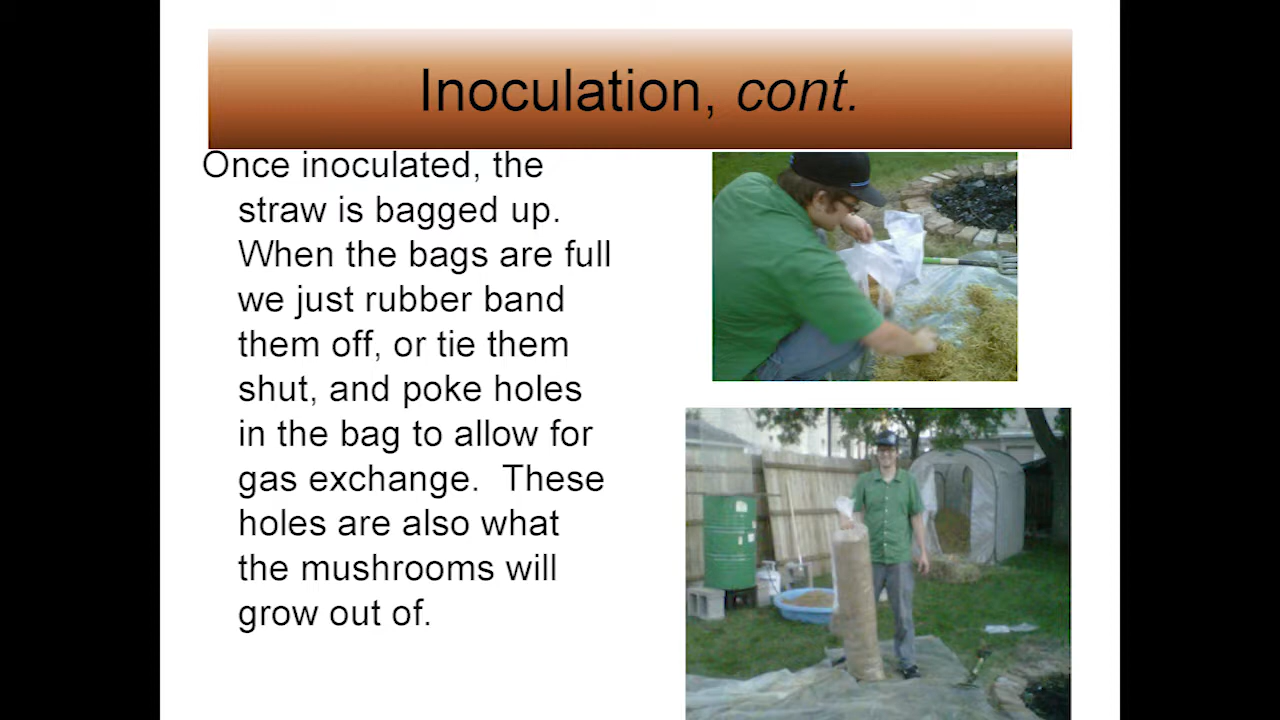 Inoculation, cont.
Once inoculated, the
straw is bagged up.
When the bags are full
we just rubber band
them off, or tie them
shut, and poke holes
in the bag to allow for
gas exchange.  These
holes are also what
the mushrooms will
grow out of.